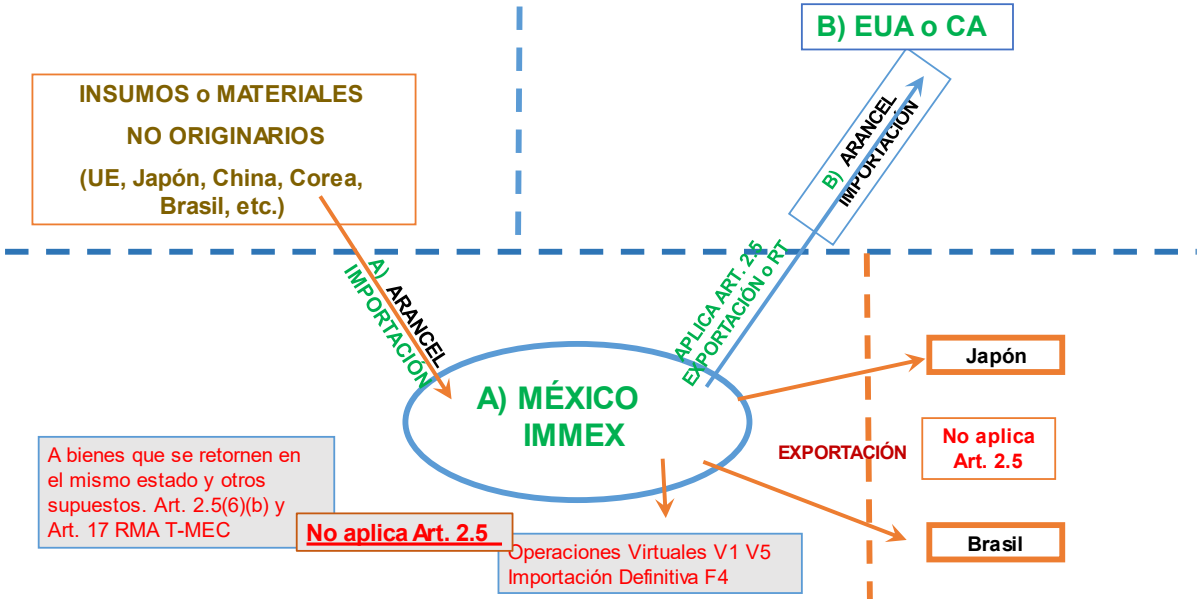 B) EUA o CA
INSUMOS o MATERIALES
NO ORIGINARIOS
(UE, Japón, China, Corea,
Brasil, etc.)
B) ARANCEL
IMPORTACIÓN
A) ARANCEL
IMPORTACIÓN
APLICA ART. 2.5
EXPORTACIÓN o RT
A) MÉXICO
IMMEX
Japón
EXPORTACIÓN
No aplica
Art. 2.5
A bienes que se retornen en
el mismo estado y otros
supuestos. Art. 2.5(6)(b) y
Art. 17 RMA T-MEC
No aplica Art. 2.5
Operaciones Virtuales V1 V5
Importación Definitiva F4
Brasil